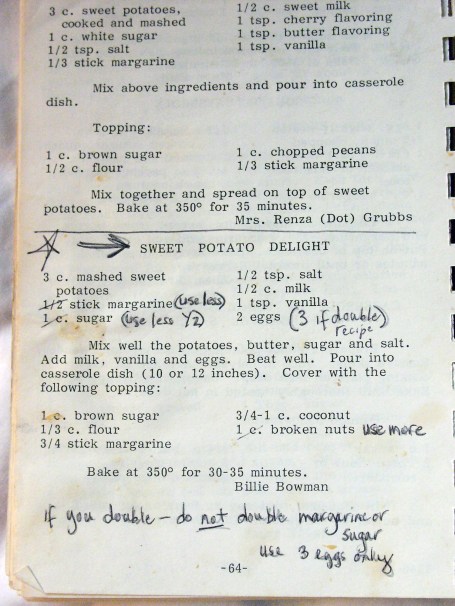 3 c. sweet potatoes, 1/2 c. sweet milk
cooked and mashed 1 tsp. cherry flavoring
1 c. white sugar 1 tsp. butter flavoring
1/2 tsp. salt 1 tsp. vanilla
1/3 stick margarine
Mix above ingredients and pour into casserole
dish.
Topping:
1 c. brown sugar 1 c. chopped pecans
1/2 c. flour 1/3 stick margarine
Mix together and spread on top of sweet
potatoes. Bake at 350° for 35 minutes.
Mrs. Renza (Dot) Grubbs
SWEET POTATO DELIGHT
3 c. mashed sweet 1/2 tsp. salt
potatoes 1/2 c. milk
1/2 stick margarine (use less) 1 tsp. vanilla
1 c. sugar (use less 1/2) 2 eggs (3 if double)
recipe
Mix well the potatoes, butter, sugar and salt.
Add milk, vanilla and eggs. Beat well. Pour into
casserole dish (10 or 12 inches). Cover with the
following topping:
1 c. brown sugar 3/4-1 c. coconut
1/3 c. flour 1 c. broken nuts use more
3/4 stick margarine
Bake at 350° for 30-35 minutes.
Billie Bowman
if you double - do not double margarine or
sugar
use 3 eggs only
-64-